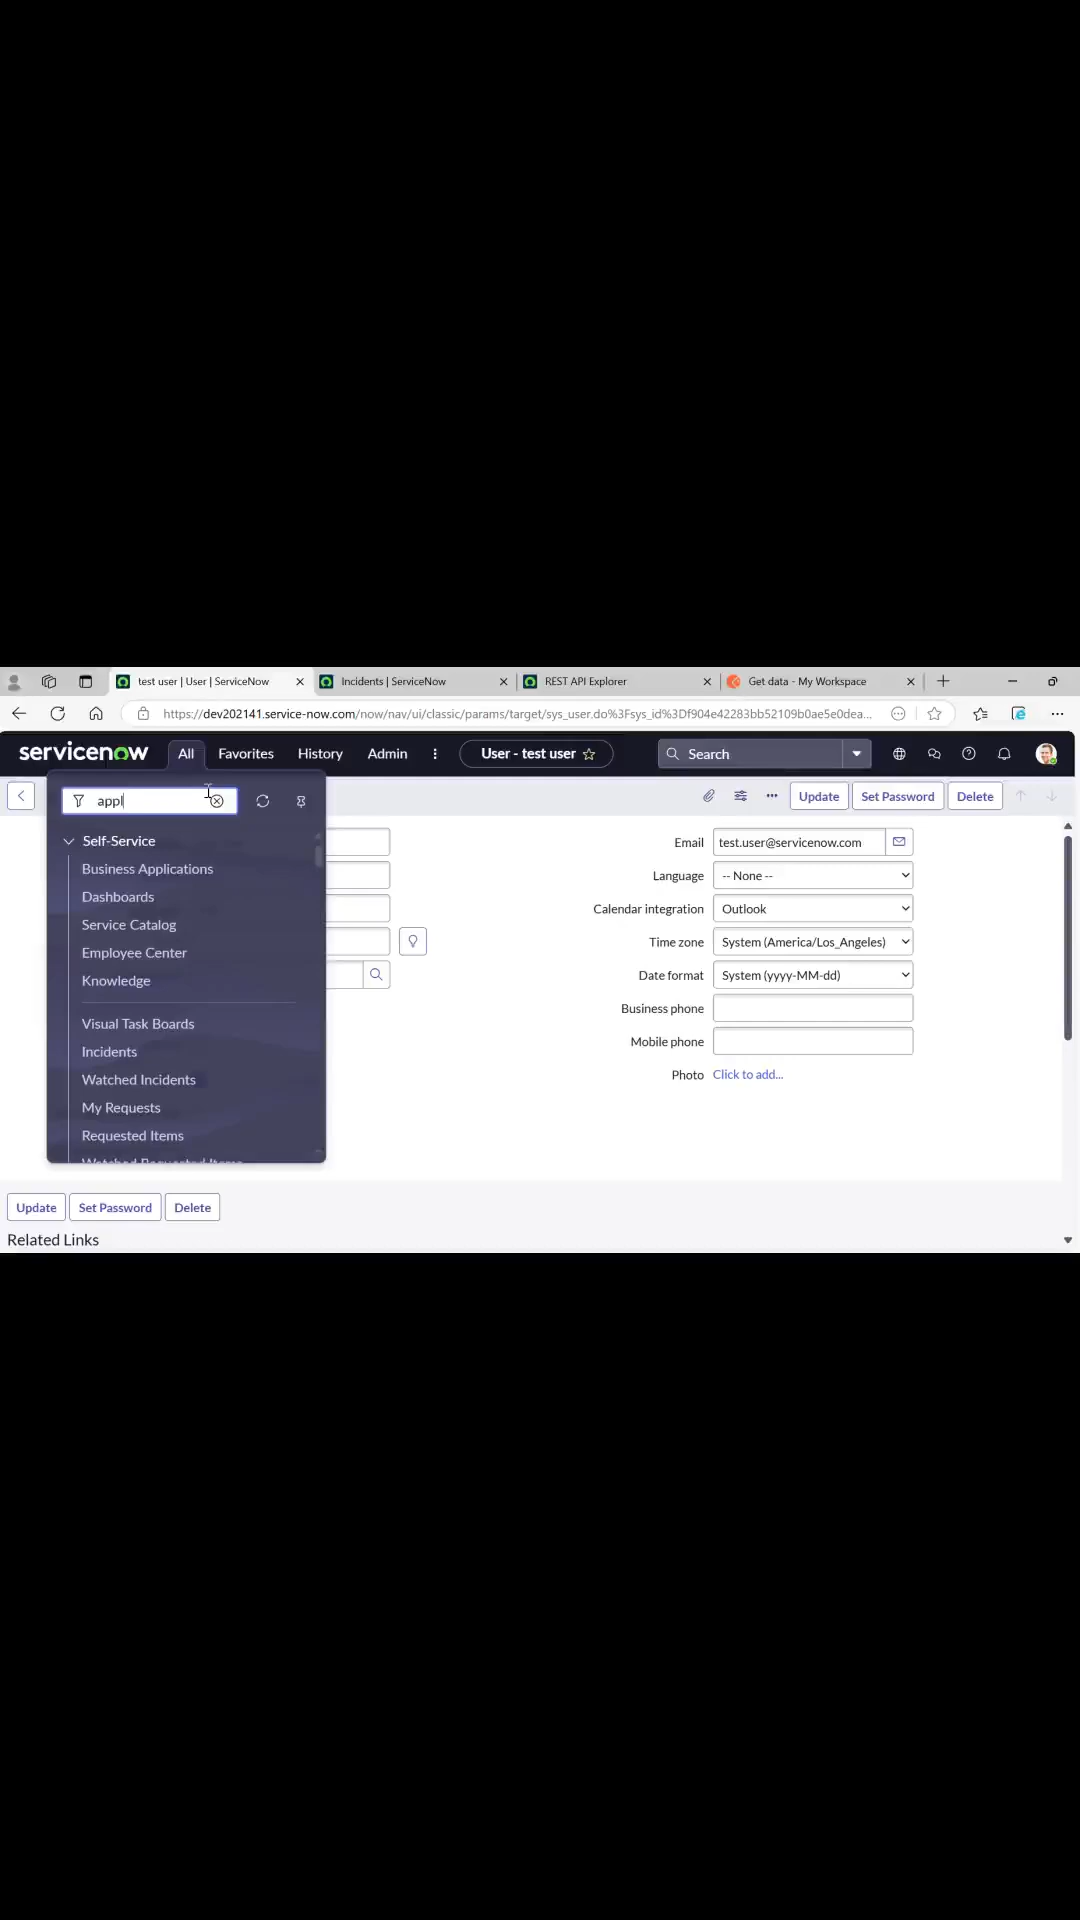 test user | User | ServiceNow
Incidents | ServiceNow
REST API Explorer
Get data - My Workspace
https://dev202141.service-now.com/now/nav/ui/classic/params/target/sys_user.do%3Fsys_id%3Df904e42283bb52109b0ae5e0dea...
servicenow
All
Favorites
History
Admin
User - test user
Search
appl
Update
Set Password
Delete
Self-Service
Business Applications
Dashboards
Service Catalog
Employee Center
Knowledge
Visual Task Boards
Incidents
Watched Incidents
My Requests
Requested Items
Watched Requested Items
Email
test.user@servicenow.com
Language
-- None --
Calendar integration
Outlook
Time zone
System (America/Los_Angeles)
Date format
System (yyyy-MM-dd)
Business phone
Mobile phone
Photo
Click to add...
Update
Set Password
Delete
Related Links